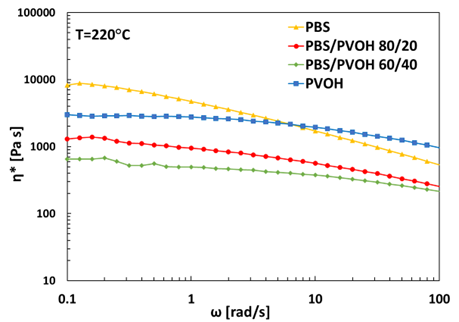 T=220°C
PBS
PBS/PVOH 80/20
PBS/PVOH 60/40
PVOH
100000
10000
1000
100
10
η* [Pa s]
0.1 1 10 100
ω [rad/s]